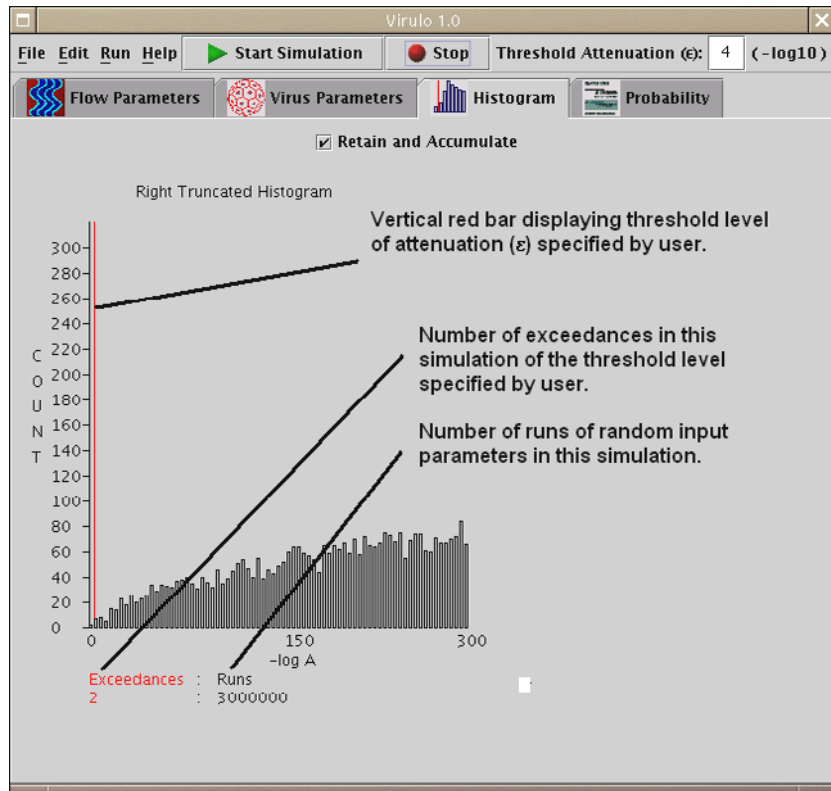 Virulo 1.0
File Edit Run Help Start Simulation Stop Threshold Attenuation (ϵ): 4 (-log10)
Flow Parameters Virus Parameters Histogram Probability
Retain and Accumulate
Right Truncated Histogram
Vertical red bar displaying threshold level
of attenuation (ε) specified by user.
Number of exceedances in this
simulation of the threshold level
specified by user.
Number of runs of random input
parameters in this simulation.
COUNT
300
280
260
240
220
200
180
160
140
120
100
80
60
40
20
0
0 150 300
-log A
Exceedances : Runs
2 : 3000000